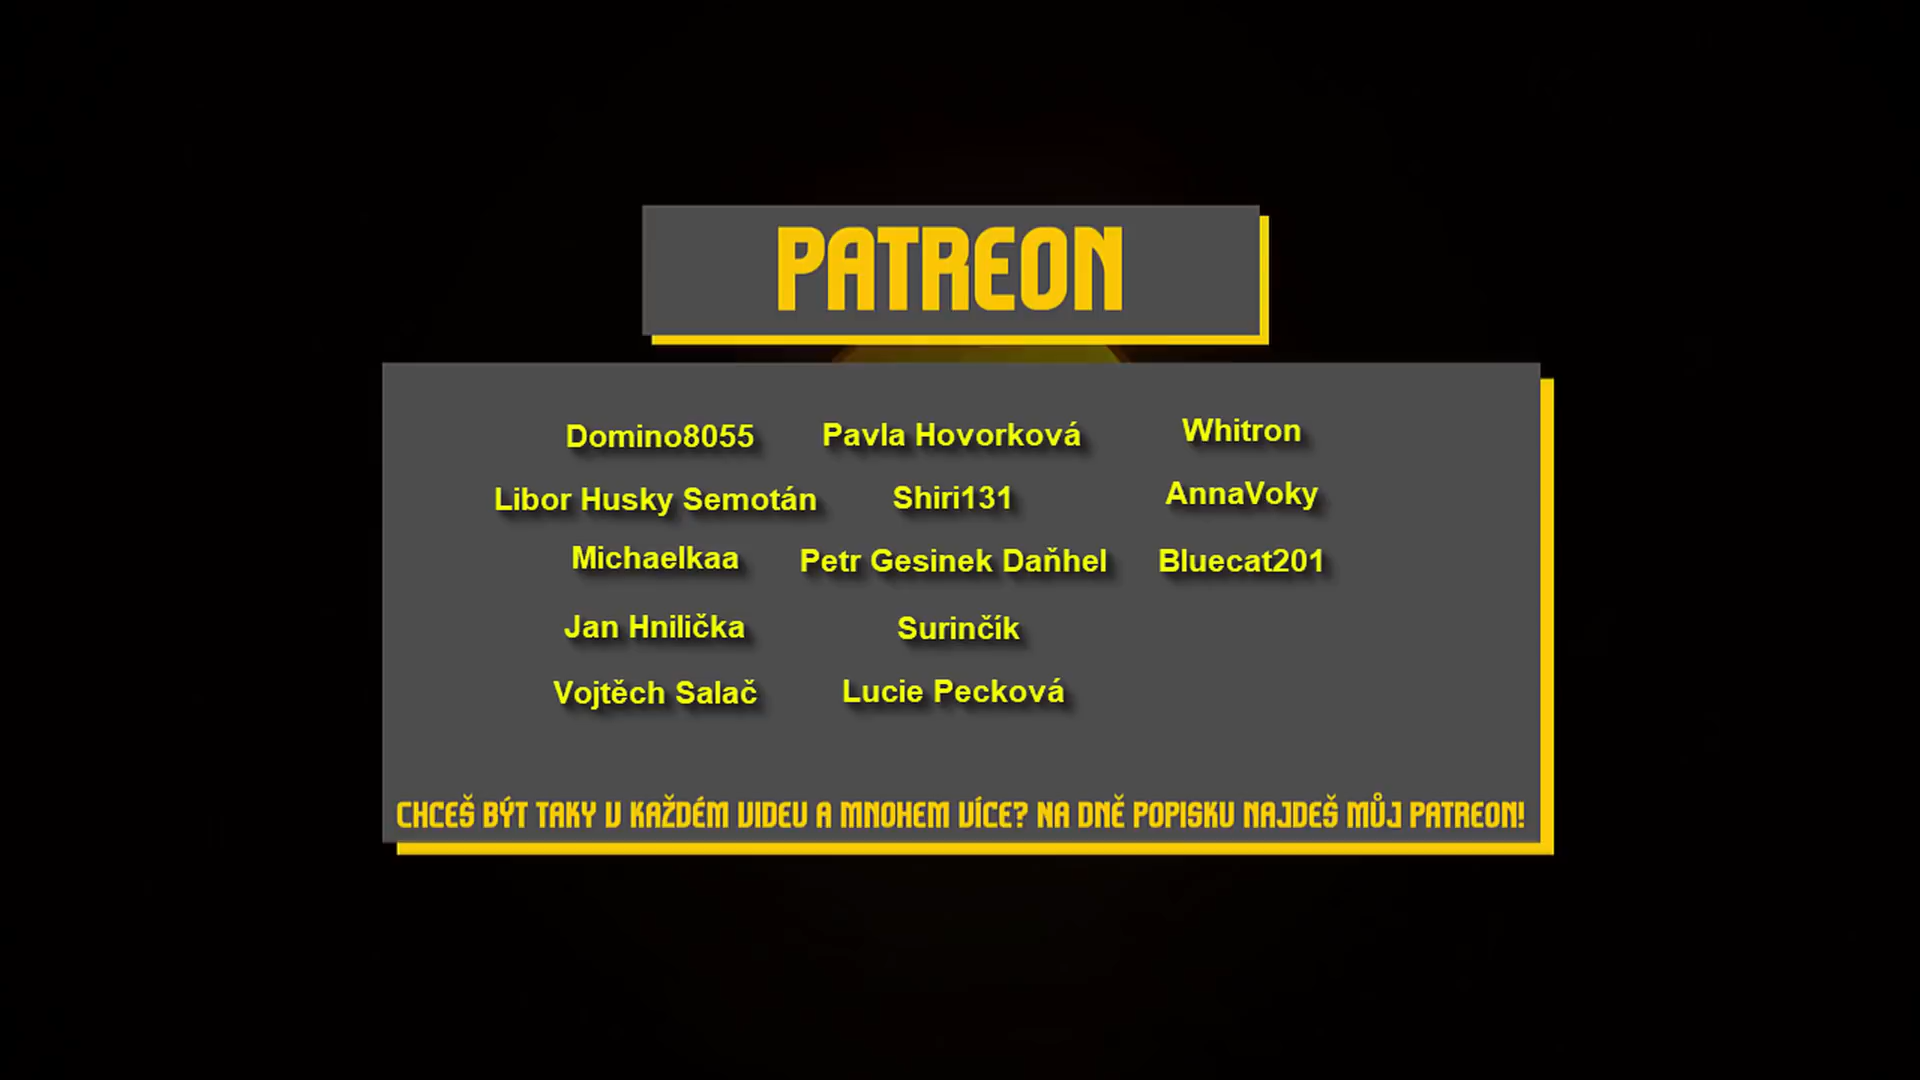 PATREON
Domino8055 Pavla Hovorková Whitron
Libor Husky Semotán Shiri131 AnnaVoky
Michaelkaa Petr Gesinek Daňhel Bluecat201
Jan Hnilička Surinčík
Vojtěch Salač Lucie Pecková
CHCEŠ BÝT TAKY V KAŽDÉM VIDEU A MNOHEM VÍCE? NA DNĚ POPISKU NAJDEŠ MŮJ PATREON!